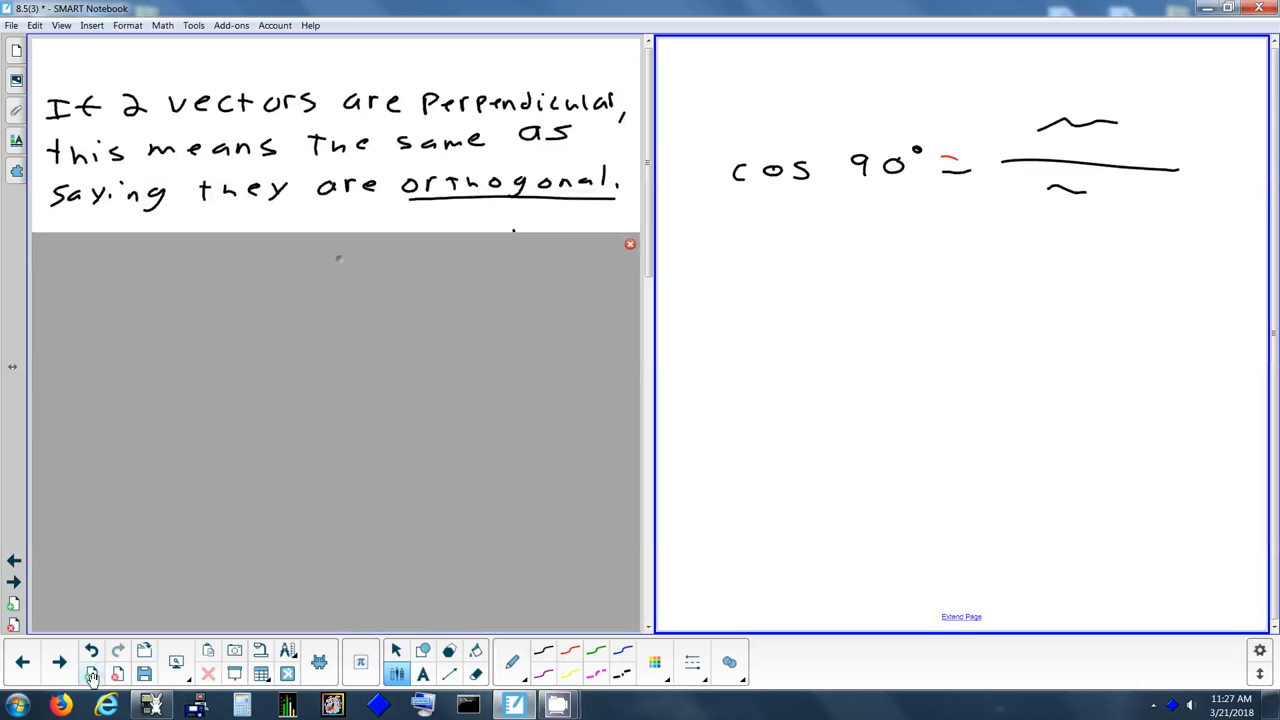 8.5(3) * - SMART Notebook
File Edit View Insert Format Math Tools Add-ons Account Help
If 2 vectors are perpendicular,
this means the same as
saying they are orthogonal.
cos 90° =
Extend Page
π A
11:27 AM
3/21/2018